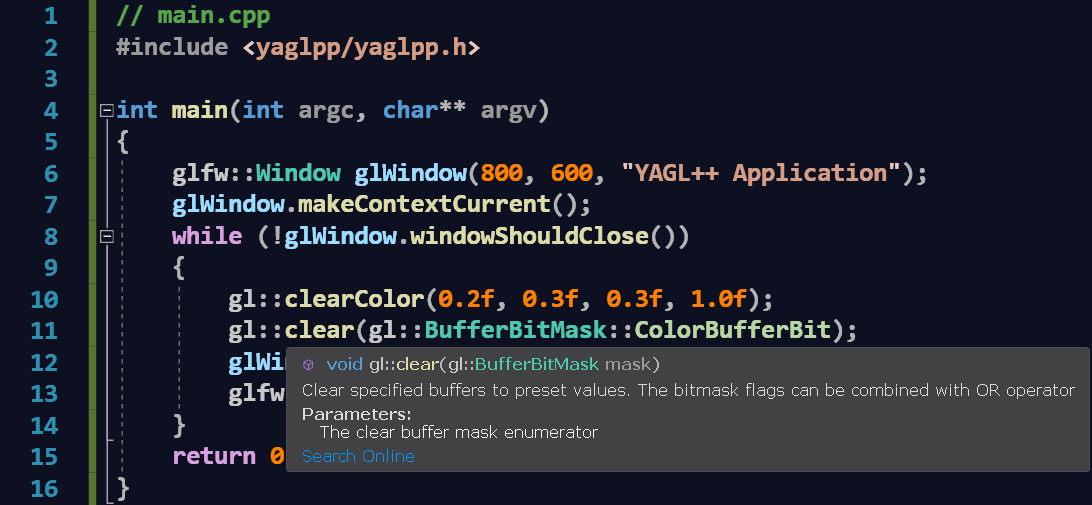 1 // main.cpp
2 #include <yaglpp/yaglpp.h>
3
4 int main(int argc, char** argv)
5 {
6 glfw::Window glWindow(800, 600, "YAGL++ Application");
7 glWindow.makeContextCurrent();
8 while (!glWindow.windowShouldClose())
9 {
10 gl::clearColor(0.2f, 0.3f, 0.3f, 1.0f);
11 gl::clear(gl::BufferBitMask::ColorBufferBit);
12 glWi
void gl::clear(gl::BufferBitMask mask)
13 glfw
Clear specified buffers to preset values. The bitmask flags can be combined with OR operator
Parameters:
14 }
The clear buffer mask enumerator
15 return 0
Search Online
16 }